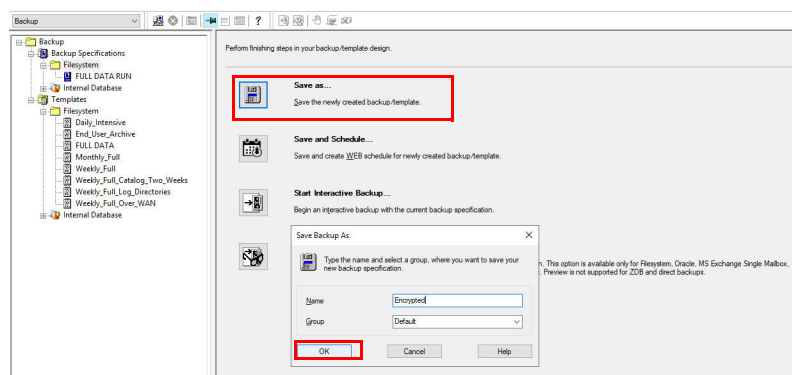 Backup
Backup
Backup Specifications
Filesystem
FULL DATA RUN
Internal Database
Templates
Filesystem
Daily_Intensive
End_User_Archive
FULL DATA
Monthly_Full
Weekly_Full
Weekly_Full_Catalog_Two_Weeks
Weekly_Full_Log_Directories
Weekly_Full_Over_WAN
Internal Database
Perform finishing steps in your backup/template design.
Save as...
Save the newly created backup/template.
Save and Schedule...
Save and create WEB schedule for newly created backup/template.
Start Interactive Backup...
Begin an interactive backup with the current backup specification.
n. This option is available only for Filesystem, Oracle, MS Exchange Single Mailbox,
. Preview is not supported for ZDB and direct backups.
Save Backup As
Type the name and select a group, where you want to save your
new backup specification.
Name Encrypted
Group Default
OK Cancel Help